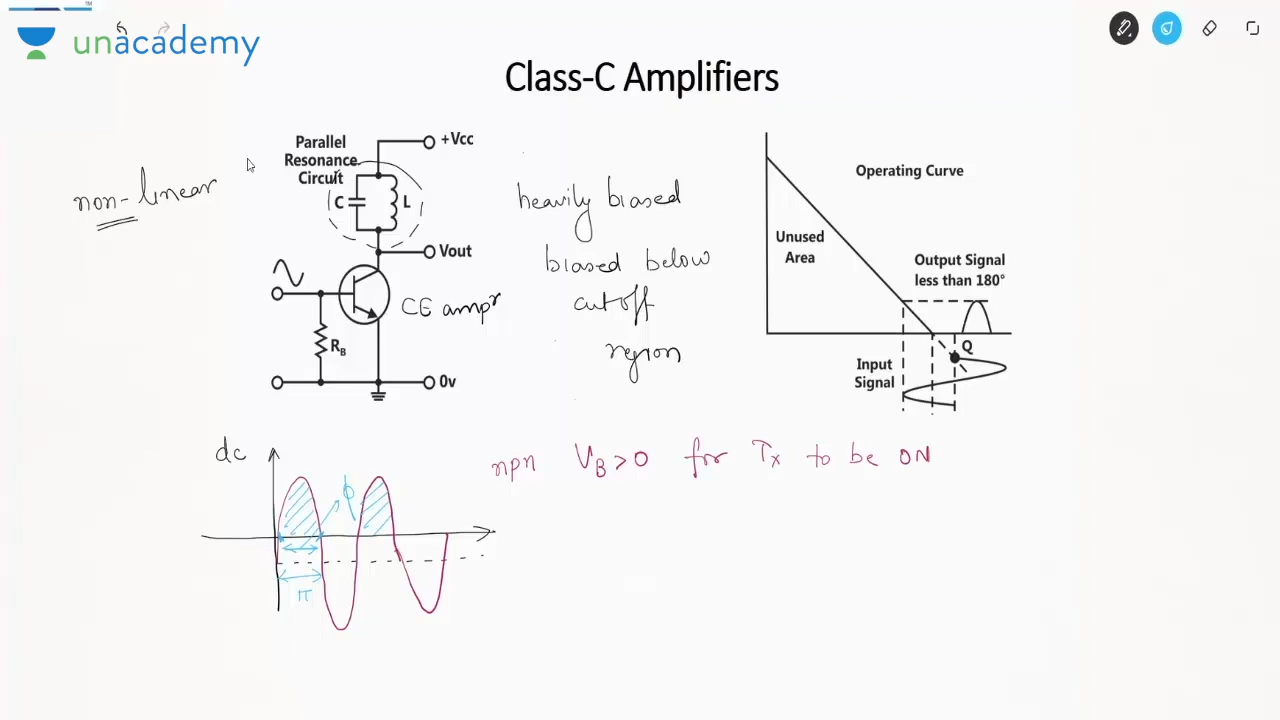 unacademy
Class-C Amplifiers
non-linear
Parallel
Resonance
Circuit
+Vcc
C
L
Vout
CE ampr
RB
0v
heavily biased
biased below
cutoff
region
Operating Curve
Unused
Area
Output Signal
less than 180°
Q
Input
Signal
dc
π
npn VB>0 for Tx to be ON